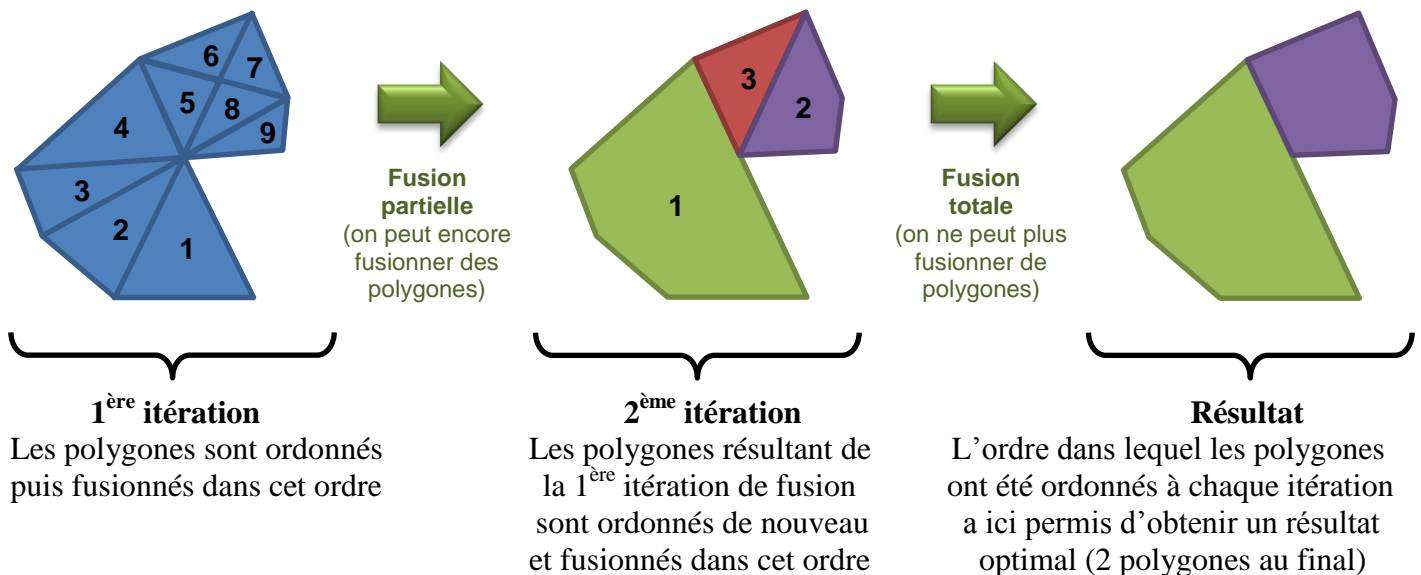 6
7
5
8
4
9
3
2
1
Fusion
partielle
(on peut encore
fusionner des
polygones)
3
2
1
Fusion
totale
(on ne peut plus
fusionner de
polygones)
1ère itération
Les polygones sont ordonnés
puis fusionnés dans cet ordre
2ème itération
Les polygones résultant de
la 1ère itération de fusion
sont ordonnés de nouveau
et fusionnés dans cet ordre
Résultat
L’ordre dans lequel les polygones
ont été ordonnés à chaque itération
a ici permis d’obtenir un résultat
optimal (2 polygones au final)